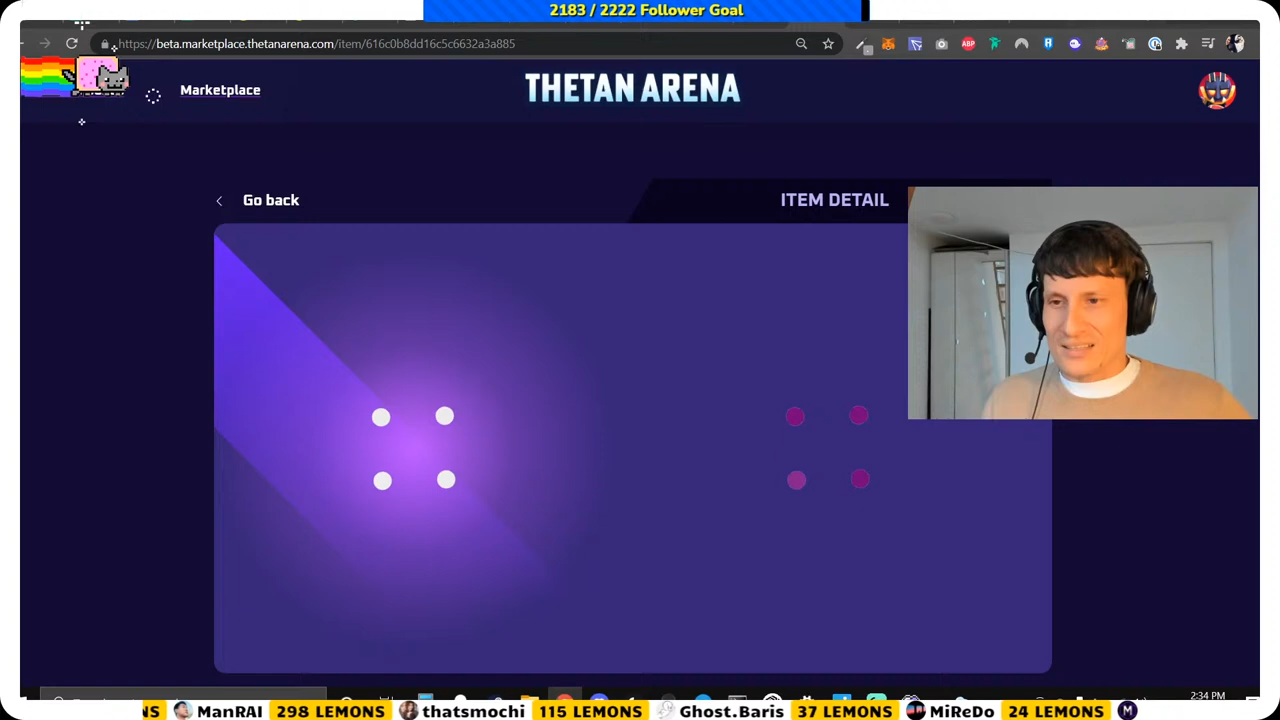 2183 / 2222 Follower Goal
https://beta.marketplace.thetanarena.com/item/616c0b8dd16c5c6632a3a885
ABP
Marketplace
THETAN ARENA
Go back
ITEM DETAIL
2:34 PM
NS ManRAI 298 LEMONS thatsmochi 115 LEMONS Ghost.Baris 37 LEMONS MiReDo 24 LEMONS M